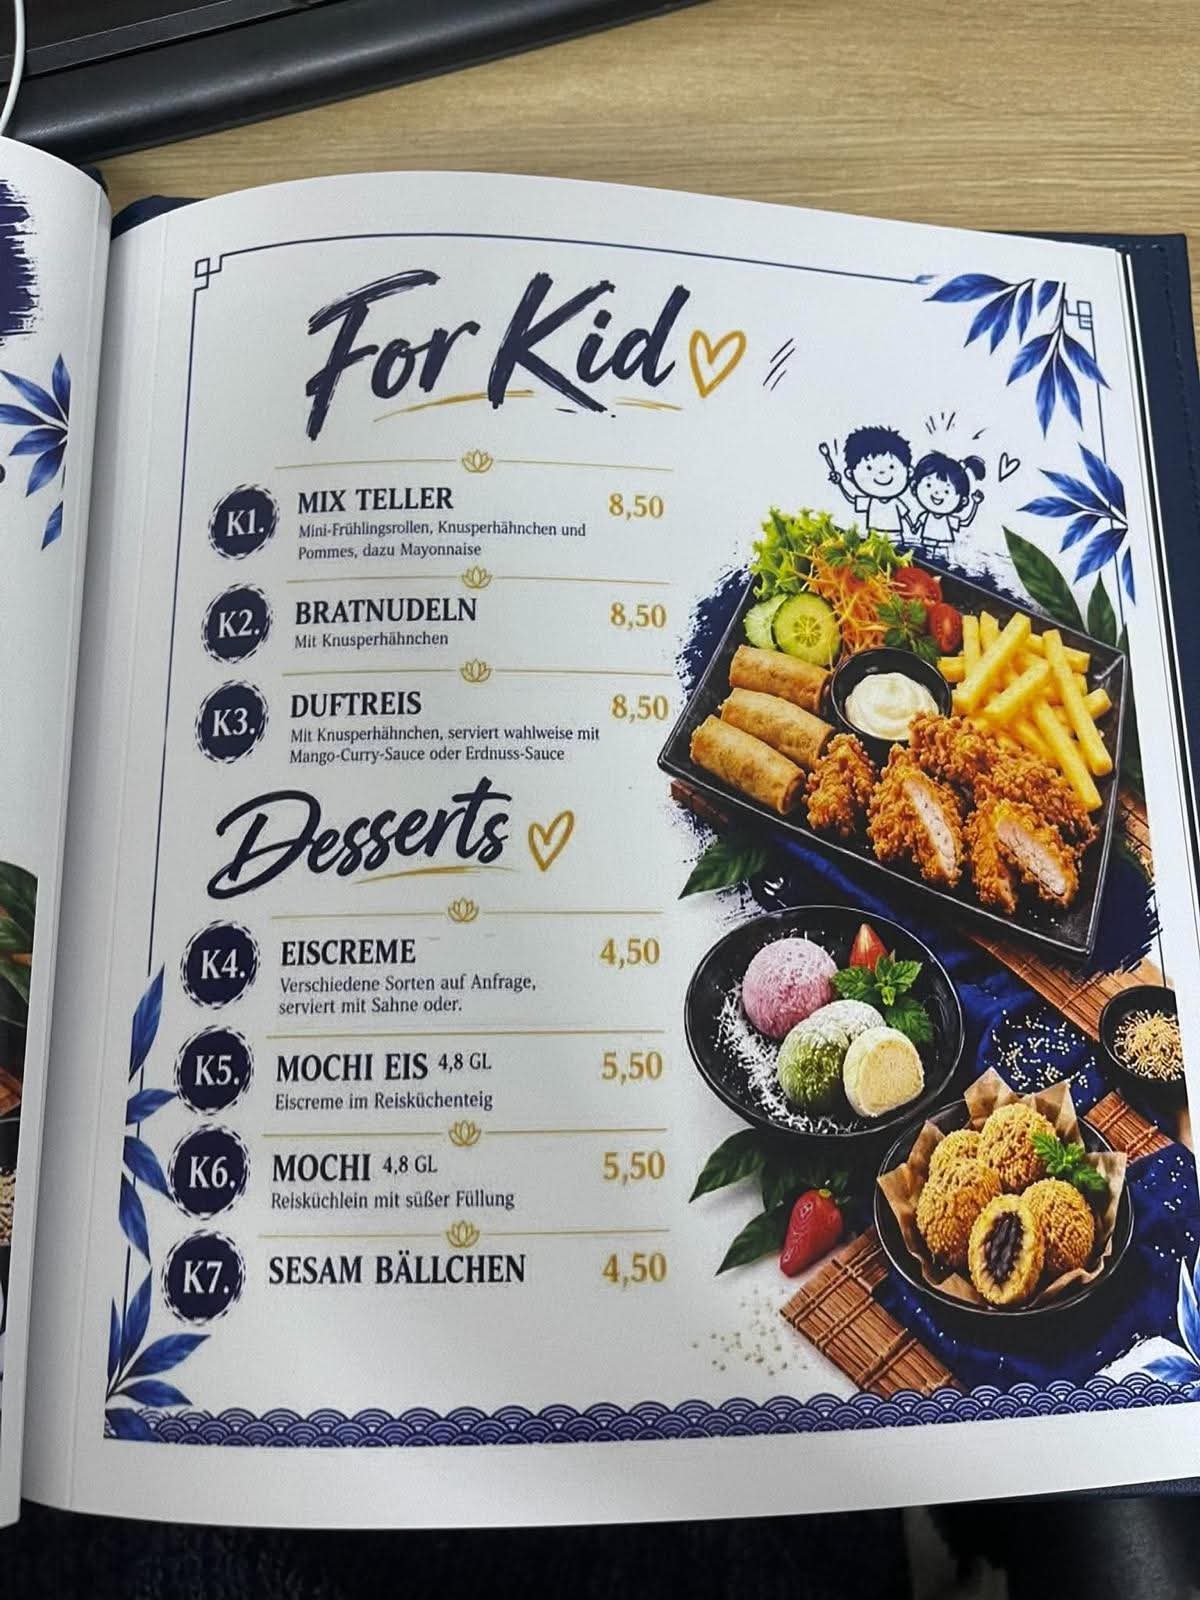 For Kid
K1. MIX TELLER 8,50
Mini-Frühlingsrollen, Knusperhähnchen und
Pommes, dazu Mayonnaise
K2. BRATNUDELN 8,50
Mit Knusperhähnchen
K3. DUFTREIS 8,50
Mit Knusperhähnchen, serviert wahlweise mit
Mango-Curry-Sauce oder Erdnuss-Sauce
Desserts
K4. EISCREME 4,50
Verschiedene Sorten auf Anfrage,
serviert mit Sahne oder.
K5. MOCHI EIS 4,8 GL 5,50
Eiscreme im Reisküchenteig
K6. MOCHI 4,8 GL 5,50
Reisküchlein mit süßer Füllung
K7. SESAM BÄLLCHEN 4,50